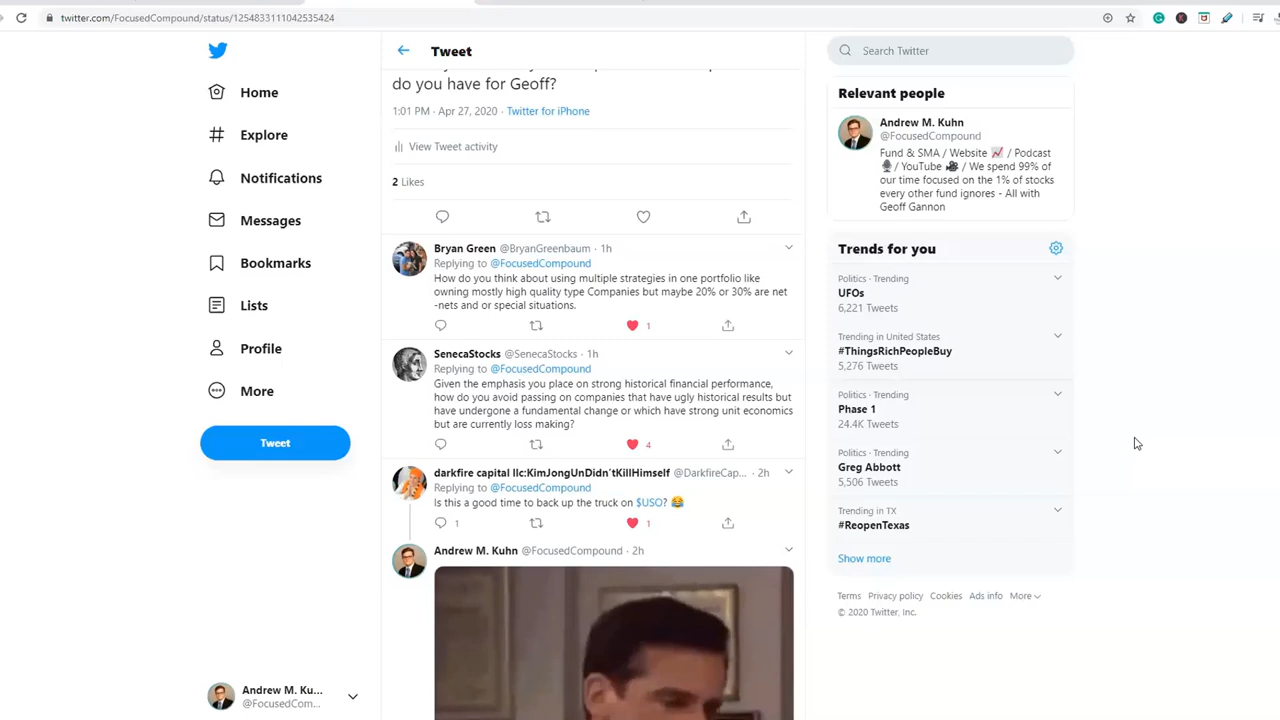 twitter.com/FocusedCompound/status/1254833111042535424
Home
Explore
Notifications
Messages
Bookmarks
Lists
Profile
More
Tweet
Andrew M. Ku...
@FocusedCom...
Tweet
do you have for Geoff?
1:01 PM · Apr 27, 2020 · Twitter for iPhone
View Tweet activity
2 Likes
Bryan Green @BryanGreenbaum · 1h
Replying to @FocusedCompound
How do you think about using multiple strategies in one portfolio like
owning mostly high quality type Companies but maybe 20% or 30% are net
-nets and or special situations.
1
SenecaStocks @SenecaStocks · 1h
Replying to @FocusedCompound
Given the emphasis you place on strong historical financial performance,
how do you avoid passing on companies that have ugly historical results but
have undergone a fundamental change or which have strong unit economics
but are currently loss making?
4
darkfire capital llc:KimJongUnDidn´tKillHimself @DarkfireCap... · 2h
Replying to @FocusedCompound
Is this a good time to back up the truck on $USO? 😂
1 1
Andrew M. Kuhn @FocusedCompound · 2h
Search Twitter
Relevant people
Andrew M. Kuhn
@FocusedCompound
Fund & SMA / Website 📈 / Podcast
🎙️/ YouTube 🎥 / We spend 99% of
our time focused on the 1% of stocks
every other fund ignores - All with
Geoff Gannon
Trends for you
Politics · Trending
UFOs
6,221 Tweets
Trending in United States
#ThingsRichPeopleBuy
5,276 Tweets
Politics · Trending
Phase 1
24.4K Tweets
Politics · Trending
Greg Abbott
5,506 Tweets
Trending in TX
#ReopenTexas
Show more
Terms Privacy policy Cookies Ads info More
© 2020 Twitter, Inc.